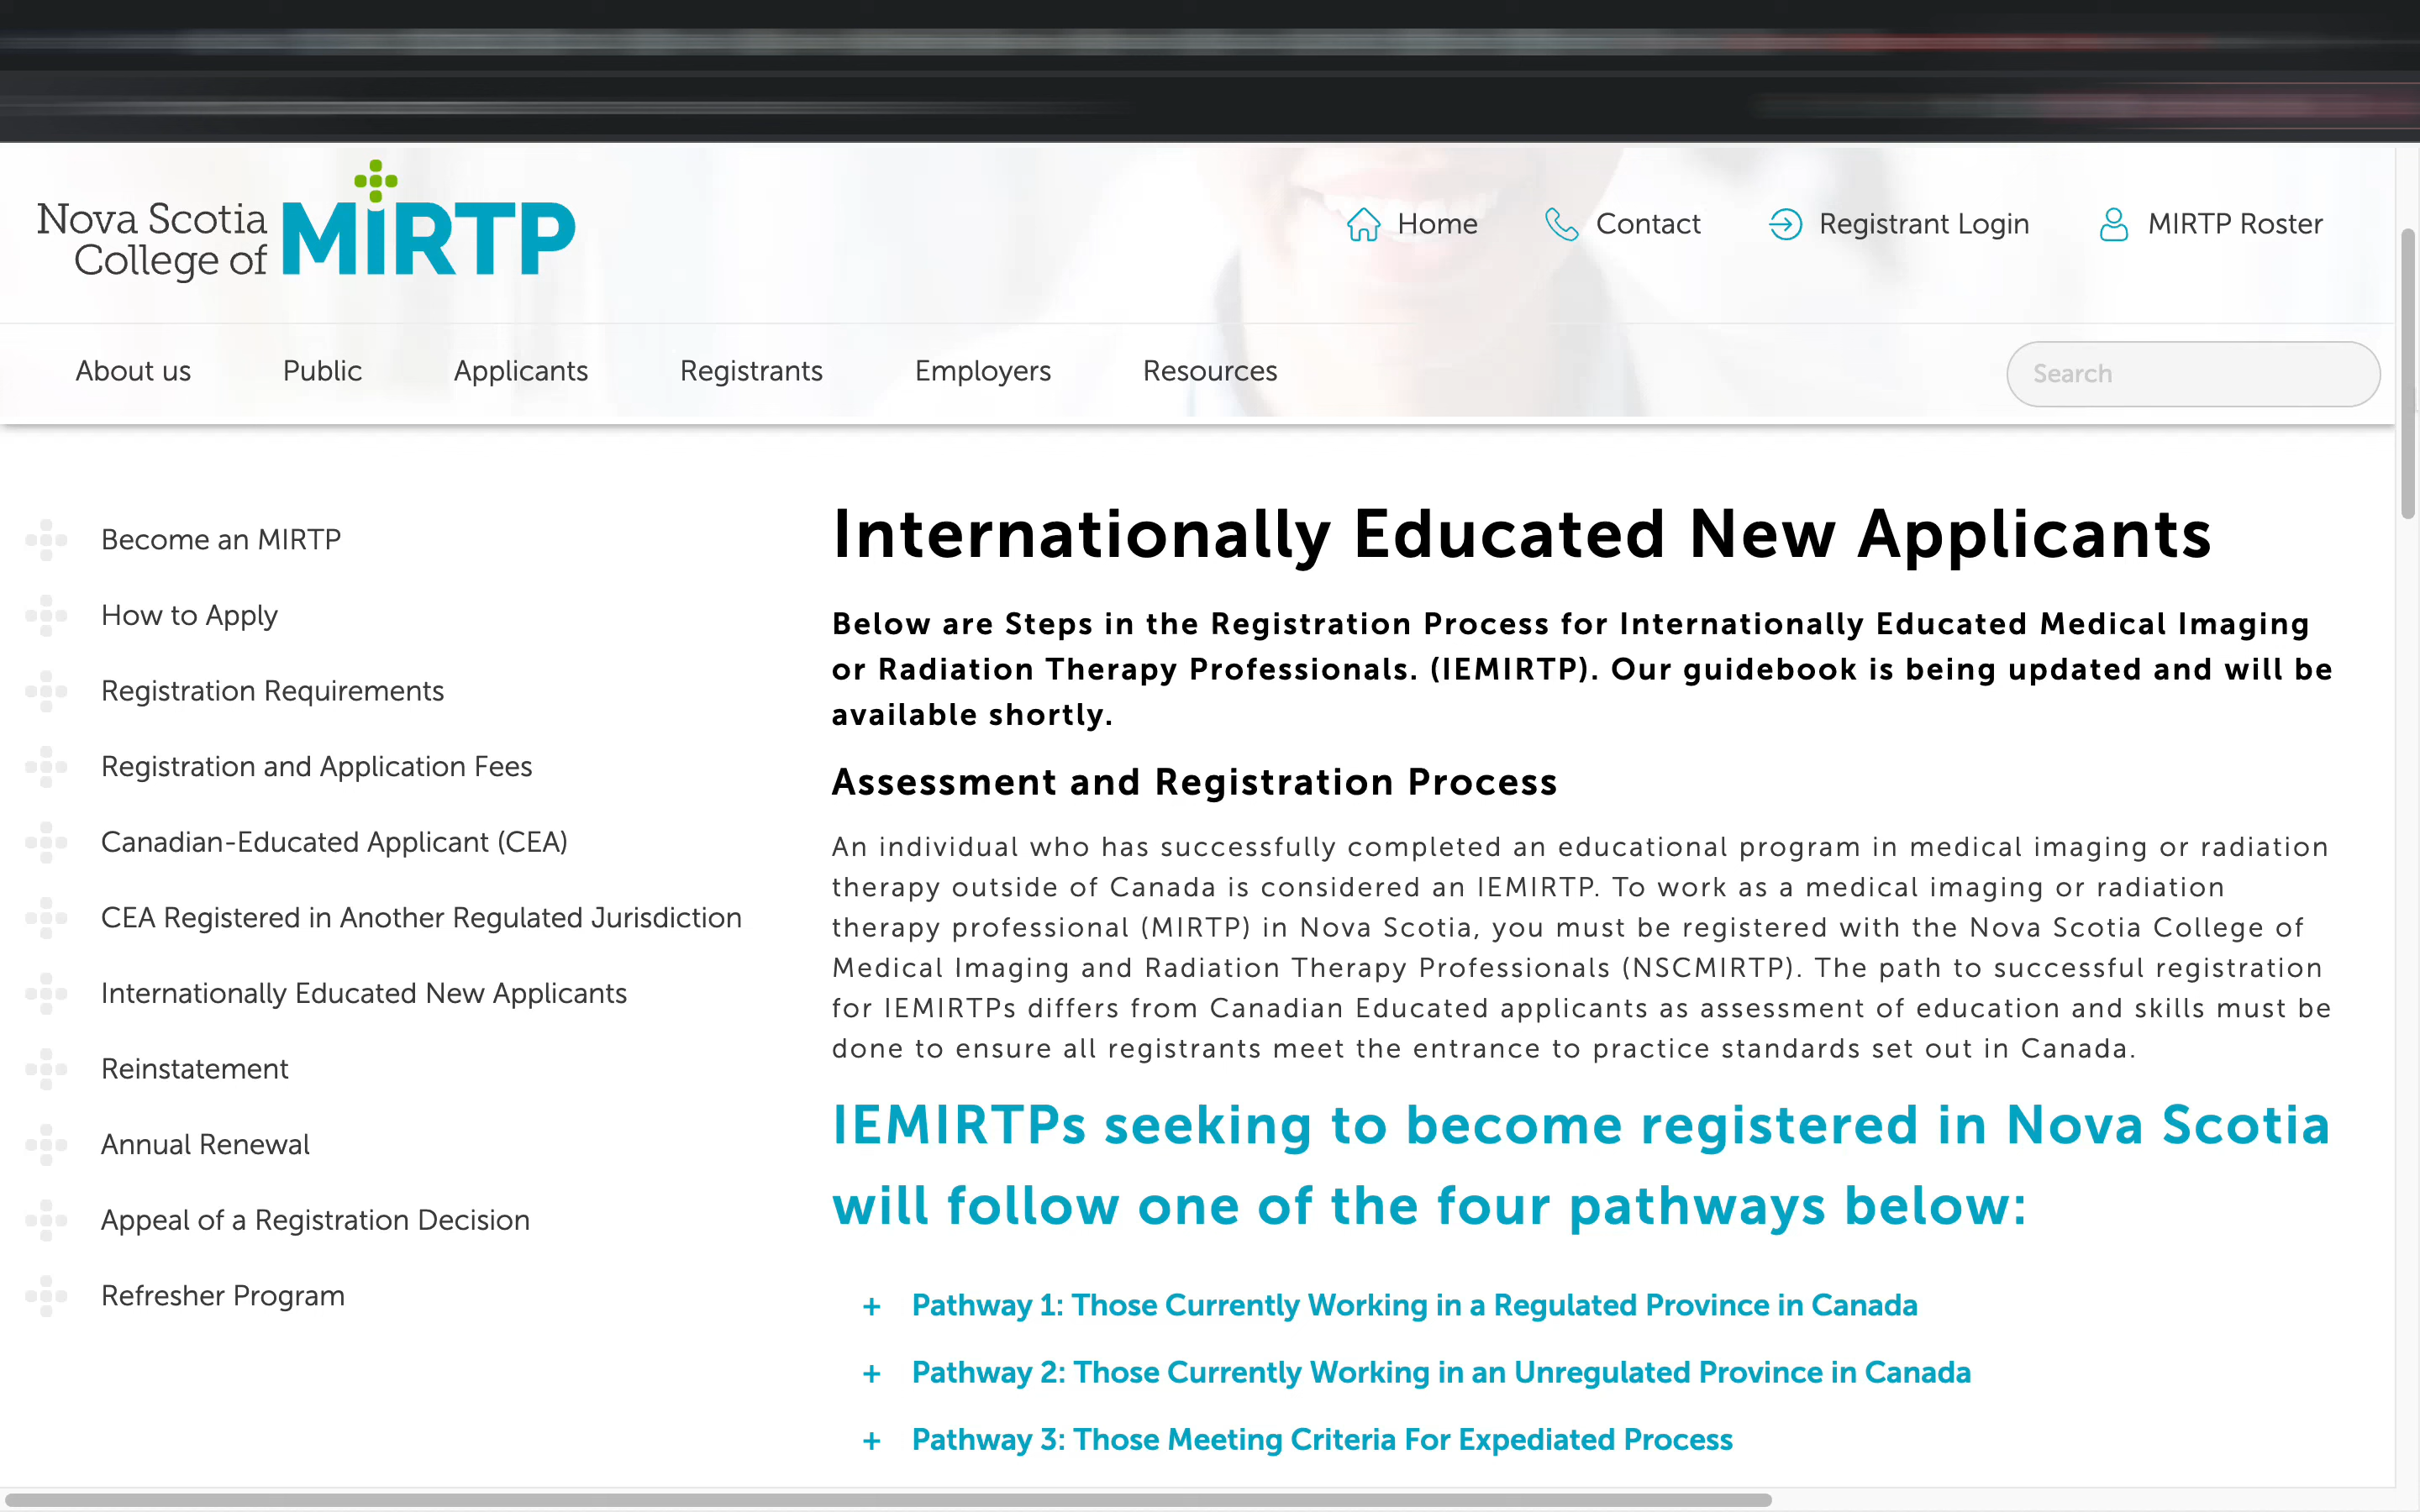 Nova Scotia
College of
MiRTP
Home
Contact
Registrant Login
MIRTP Roster
About us
Public
Applicants
Registrants
Employers
Resources
Search
Become an MIRTP
How to Apply
Registration Requirements
Registration and Application Fees
Canadian-Educated Applicant (CEA)
CEA Registered in Another Regulated Jurisdiction
Internationally Educated New Applicants
Reinstatement
Annual Renewal
Appeal of a Registration Decision
Refresher Program
Internationally Educated New Applicants
Below are Steps in the Registration Process for Internationally Educated Medical Imaging
or Radiation Therapy Professionals. (IEMIRTP). Our guidebook is being updated and will be
available shortly.
Assessment and Registration Process
An individual who has successfully completed an educational program in medical imaging or radiation
therapy outside of Canada is considered an IEMIRTP. To work as a medical imaging or radiation
therapy professional (MIRTP) in Nova Scotia, you must be registered with the Nova Scotia College of
Medical Imaging and Radiation Therapy Professionals (NSCMIRTP). The path to successful registration
for IEMIRTPs differs from Canadian Educated applicants as assessment of education and skills must be
done to ensure all registrants meet the entrance to practice standards set out in Canada.
IEMIRTPs seeking to become registered in Nova Scotia
will follow one of the four pathways below:
+ Pathway 1: Those Currently Working in a Regulated Province in Canada
+ Pathway 2: Those Currently Working in an Unregulated Province in Canada
+ Pathway 3: Those Meeting Criteria For Expediated Process